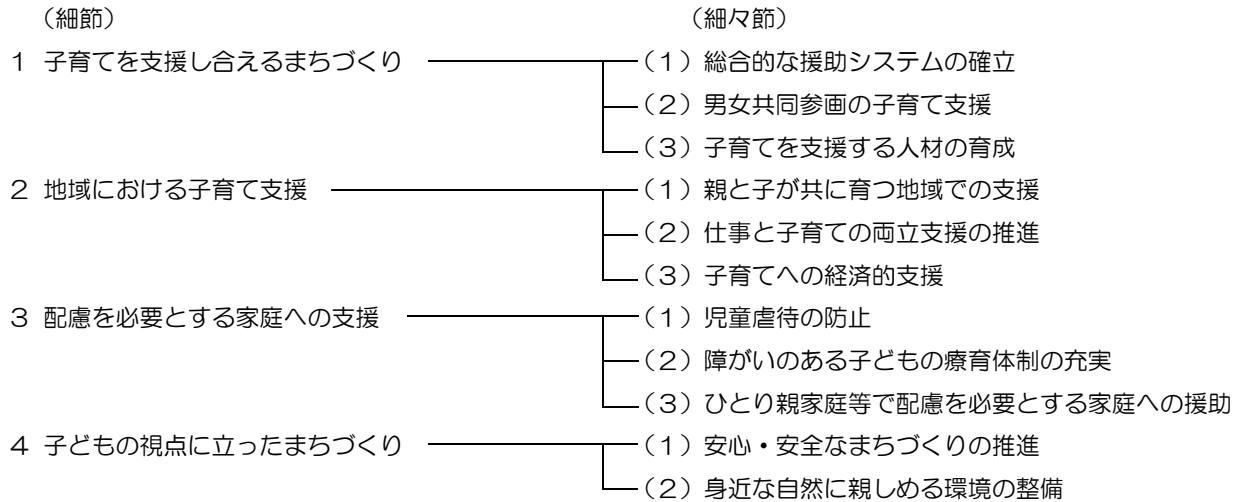 （細節） （細々節）
１ 子育てを支援し合えるまちづくり （１）総合的な援助システムの確立
（２）男女共同参画の子育て支援
（３）子育てを支援する人材の育成
２ 地域における子育て支援 （１）親と子が共に育つ地域での支援
（２）仕事と子育ての両立支援の推進
（３）子育てへの経済的支援
３ 配慮を必要とする家庭への支援 （１）児童虐待の防止
（２）障がいのある子どもの療育体制の充実
（３）ひとり親家庭等で配慮を必要とする家庭への援助
４ 子どもの視点に立ったまちづくり （１）安心・安全なまちづくりの推進
（２）身近な自然に親しめる環境の整備